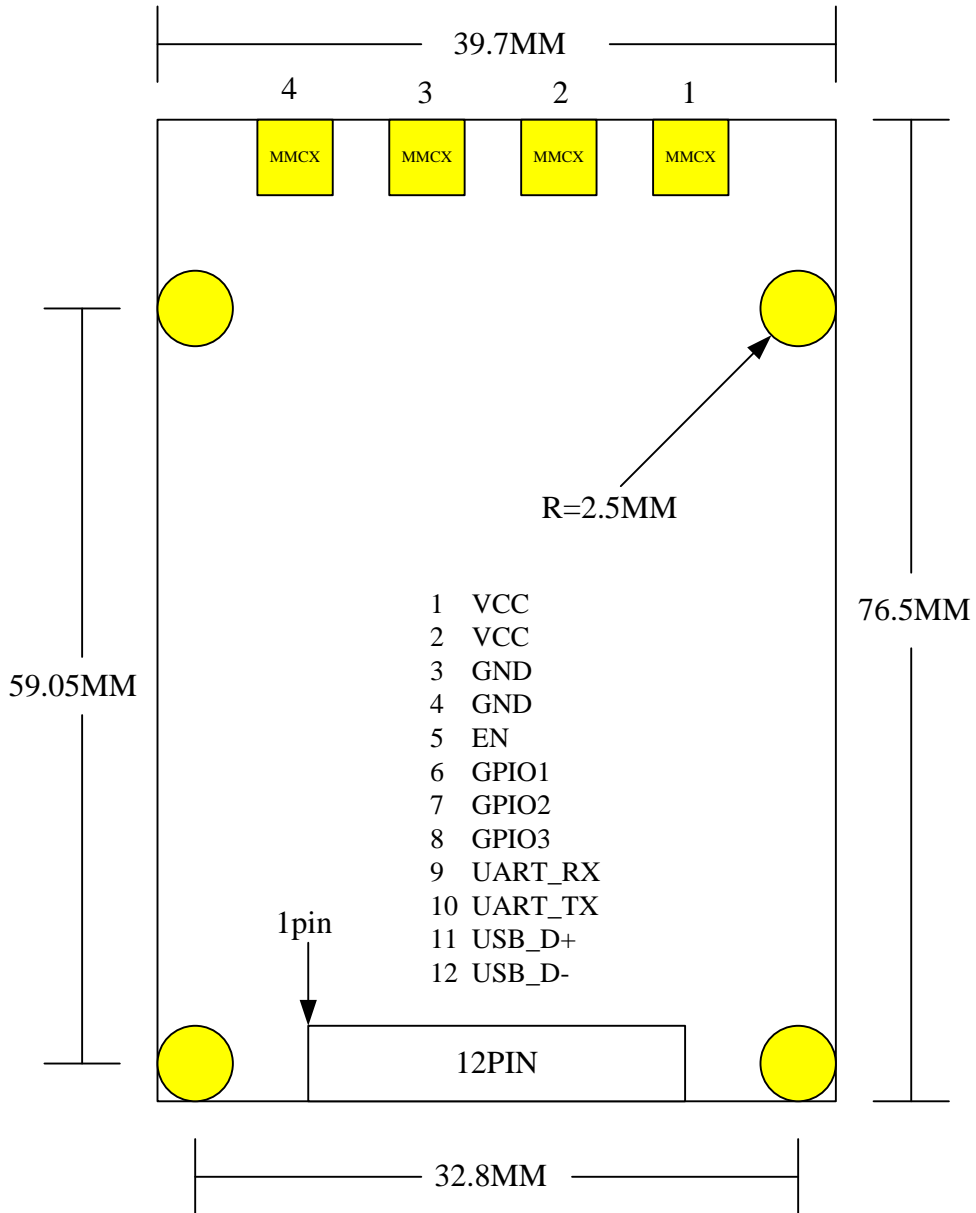 39.7MM
4 3 2 1
MMCX MMCX MMCX MMCX
R=2.5MM
1 VCC
2 VCC
3 GND
4 GND
5 EN
6 GPIO1
7 GPIO2
8 GPIO3
9 UART_RX
10 UART_TX
11 USB_D+
12 USB_D-
76.5MM
59.05MM
1pin
12PIN
32.8MM